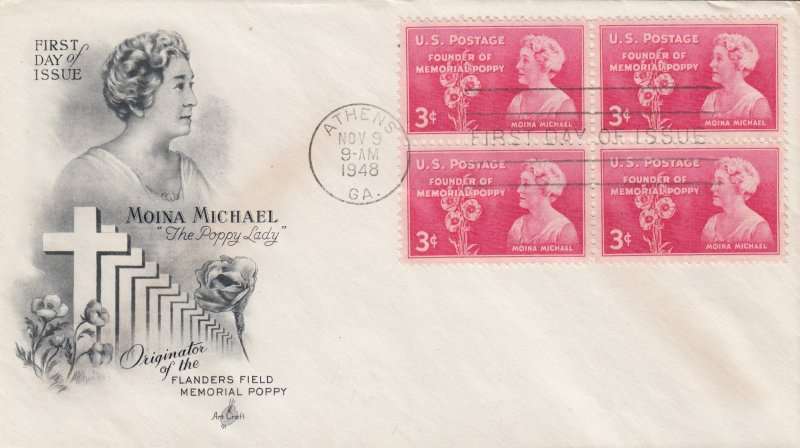 FIRST
DAY of
ISSUE
MOINA MICHAEL
"The Poppy Lady"
Originator
of the
FLANDERS FIELD
MEMORIAL POPPY
Art Craft
ATHENS
NOV 9
9-AM
1948
GA.
FIRST DAY OF ISSUE
U.S. POSTAGE
FOUNDER OF
MEMORIAL POPPY
3¢
MOINA MICHAEL
U.S. POSTAGE
FOUNDER OF
MEMORIAL POPPY
3¢
MOINA MICHAEL
U.S. POSTAGE
FOUNDER OF
MEMORIAL POPPY
3¢
MOINA MICHAEL
U.S. POSTAGE
FOUNDER OF
MEMORIAL POPPY
3¢
MOINA MICHAEL